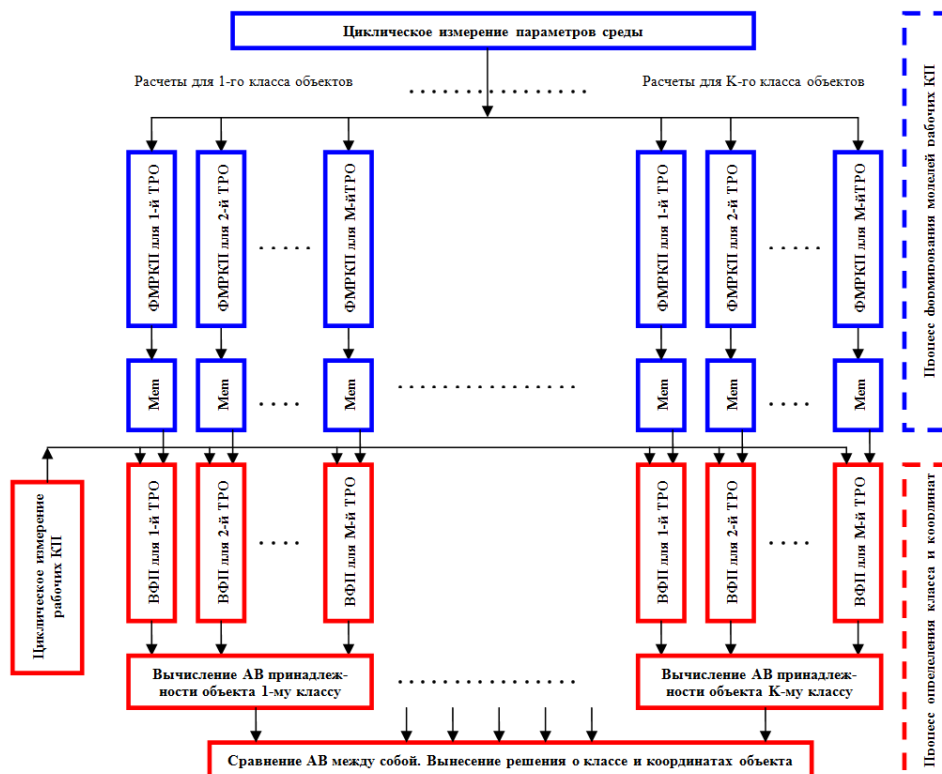 Циклическое измерение параметров среды
Расчеты для 1-го класса объектов
Расчеты для K-го класса объектов
ФМРКП для 1-й ТРО
ФМРКП для 2-й ТРО
ФМРКП для М-йТРО
ФМРКП для 1-й ТРО
ФМРКП для 2-й ТРО
ФМРКП для М-й ТРО
Процесс формирования моделей рабочих КП
Mem
Mem
Mem
Mem
Mem
Mem
Циклическое измерение
рабочих КП
ВФП для 1-й ТРО
ВФП для 2-й ТРО
ВФП для М-й ТРО
ВФП для 1-й ТРО
ВФП для 2-й ТРО
ВФП для М-й ТРО
Процесс определения класса и координат
Вычисление АВ принадлеж-
ности объекта 1-му классу
Вычисление АВ принадлеж-
ности объекта K-му классу
Сравнение АВ между собой. Вынесение решения о классе и координатах объекта